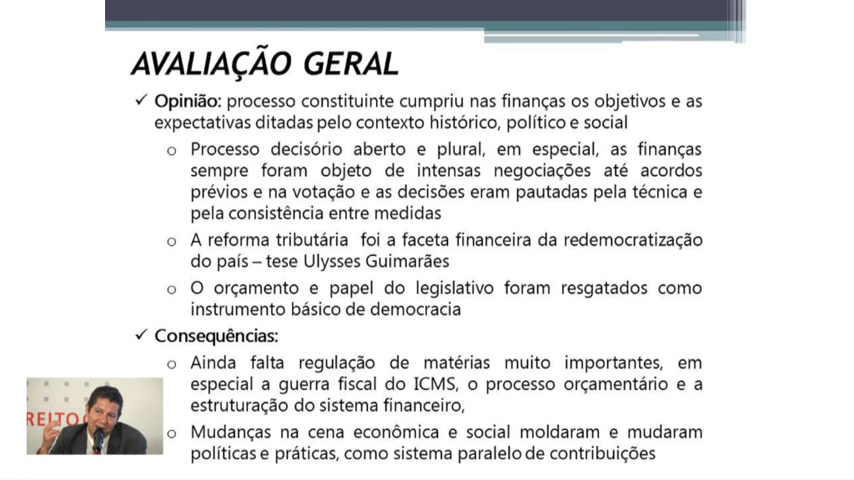 AVALIAÇÃO GERAL
✓ Opinião: processo constituinte cumpriu nas finanças os objetivos e as
expectativas ditadas pelo contexto histórico, político e social
o Processo decisório aberto e plural, em especial, as finanças
sempre foram objeto de intensas negociações até acordos
prévios e na votação e as decisões eram pautadas pela técnica e
pela consistência entre medidas
o A reforma tributária foi a faceta financeira da redemocratização
do país – tese Ulysses Guimarães
o O orçamento e papel do legislativo foram resgatados como
instrumento básico de democracia
✓ Consequências:
o Ainda falta regulação de matérias muito importantes, em
especial a guerra fiscal do ICMS, o processo orçamentário e a
estruturação do sistema financeiro,
o Mudanças na cena econômica e social moldaram e mudaram
políticas e práticas, como sistema paralelo de contribuições
REITO